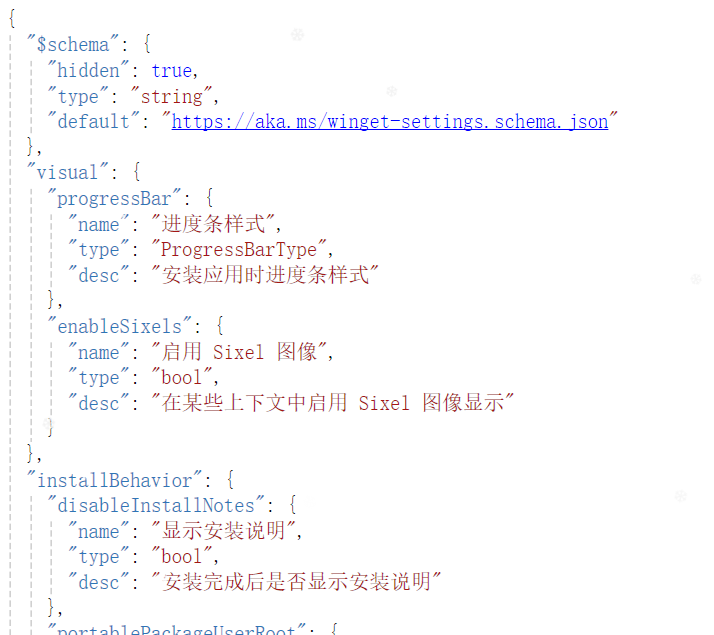 {
"$schema": {
"hidden": true,
"type": "string",
"default": "https://aka.ms/winget-settings.schema.json"
},
"visual": {
"progressBar": {
"name": "进度条样式",
"type": "ProgressBarType",
"desc": "安装应用时进度条样式"
},
"enableSixels": {
"name": "启用 Sixel 图像",
"type": "bool",
"desc": "在某些上下文中启用 Sixel 图像显示"
}
},
"installBehavior": {
"disableInstallNotes": {
"name": "显示安装说明",
"type": "bool",
"desc": "安装完成后是否显示安装说明"
},
"portablePackageUserRoot": {